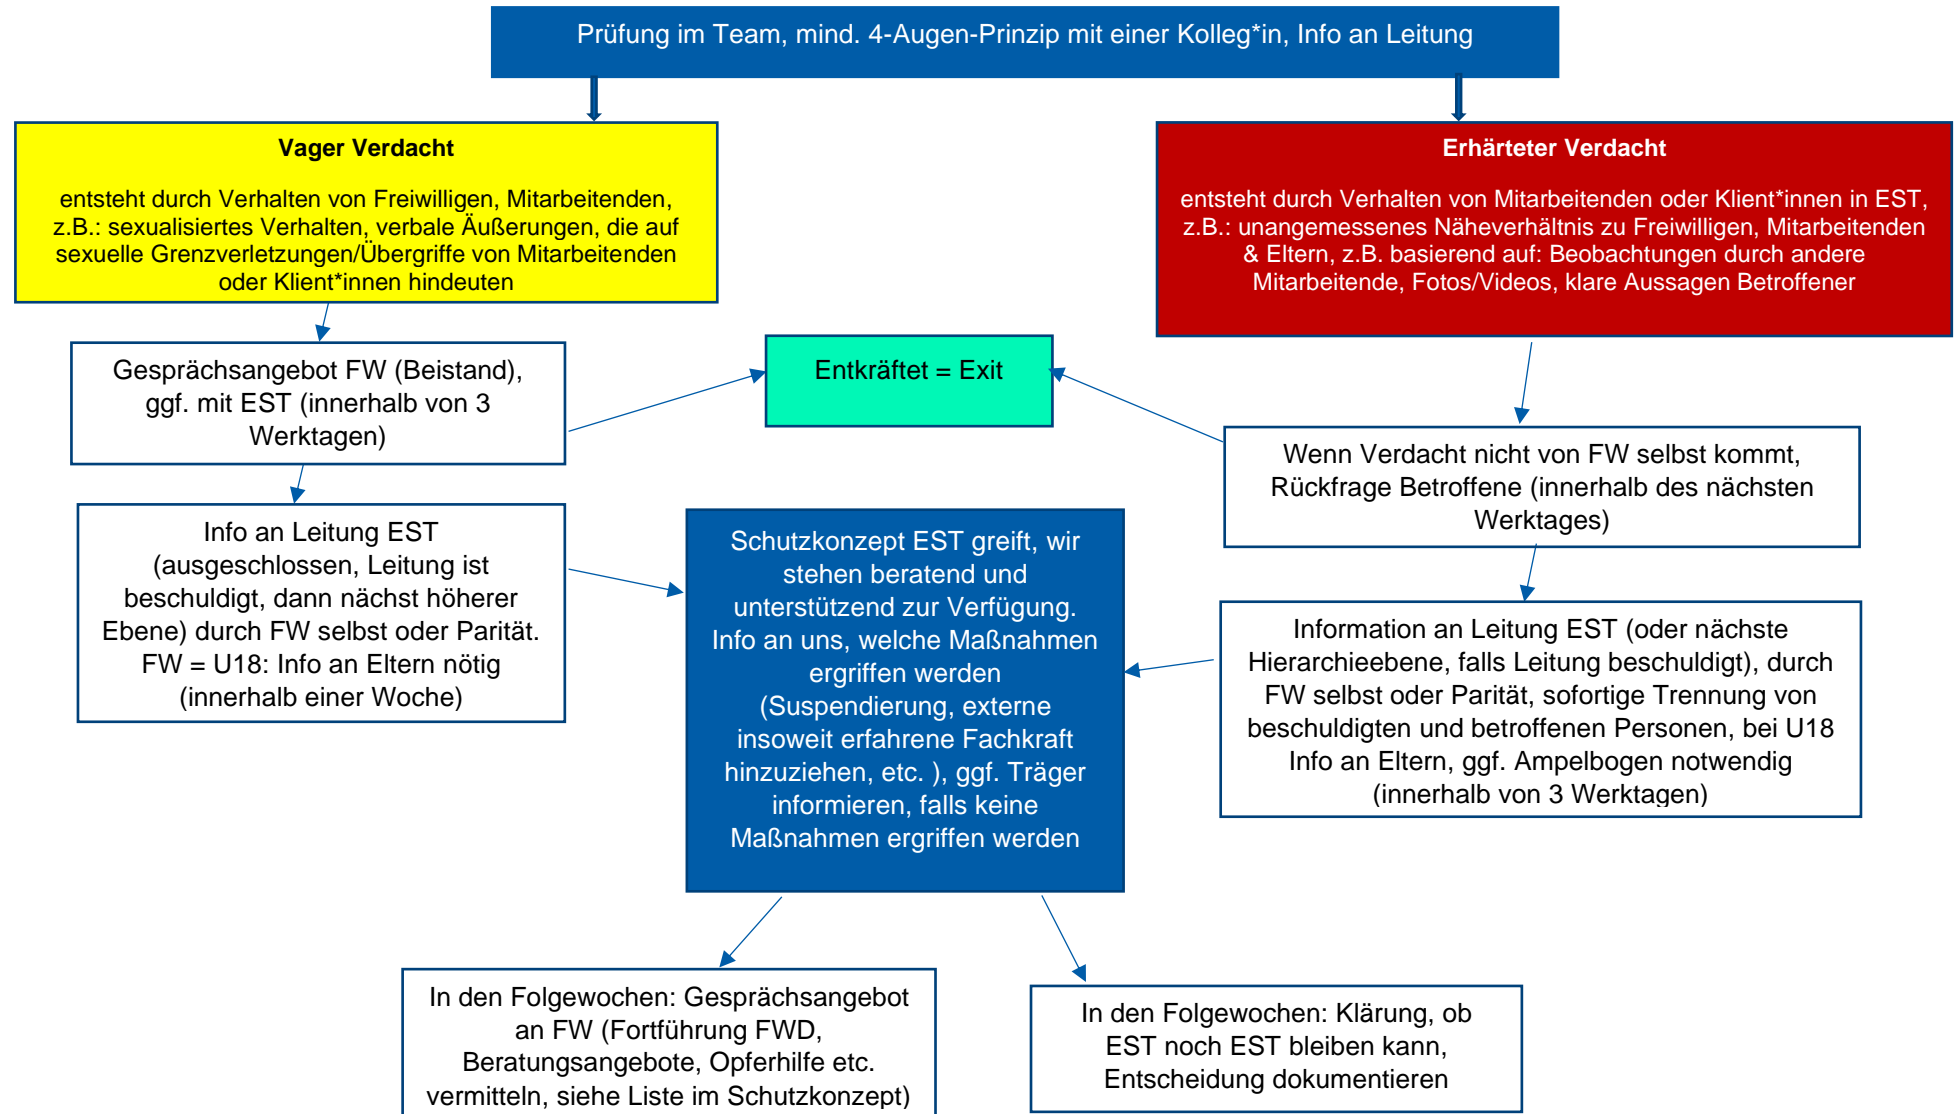 Prüfung im Team, mind. 4-Augen-Prinzip mit einer Kolleg*in, Info an Leitung
Vager Verdacht
entsteht durch Verhalten von Freiwilligen, Mitarbeitenden,
z.B.: sexualisiertes Verhalten, verbale Äußerungen, die auf
sexuelle Grenzverletzungen/Übergriffe von Mitarbeitenden
oder Klient*innen hindeuten
Erhärteter Verdacht
entsteht durch Verhalten von Mitarbeitenden oder Klient*innen in EST,
z.B.: unangemessenes Näheverhältnis zu Freiwilligen, Mitarbeitenden
& Eltern, z.B. basierend auf: Beobachtungen durch andere
Mitarbeitende, Fotos/Videos, klare Aussagen Betroffener
Gesprächsangebot FW (Beistand),
ggf. mit EST (innerhalb von 3
Werktagen)
Entkräftet = Exit
Wenn Verdacht nicht von FW selbst kommt,
Rückfrage Betroffene (innerhalb des nächsten
Werktages)
Info an Leitung EST
(ausgeschlossen, Leitung ist
beschuldigt, dann nächst höherer
Ebene) durch FW selbst oder Parität.
FW = U18: Info an Eltern nötig
(innerhalb einer Woche)
Schutzkonzept EST greift, wir
stehen beratend und
unterstützend zur Verfügung.
Info an uns, welche Maßnahmen
ergriffen werden
(Suspendierung, externe
insoweit erfahrene Fachkraft
hinzuziehen, etc. ), ggf. Träger
informieren, falls keine
Maßnahmen ergriffen werden
Information an Leitung EST (oder nächste
Hierarchieebene, falls Leitung beschuldigt), durch
FW selbst oder Parität, sofortige Trennung von
beschuldigten und betroffenen Personen, bei U18
Info an Eltern, ggf. Ampelbogen notwendig
(innerhalb von 3 Werktagen)
In den Folgewochen: Gesprächsangebot
an FW (Fortführung FWD,
Beratungsangebote, Opferhilfe etc.
vermitteln, siehe Liste im Schutzkonzept)
In den Folgewochen: Klärung, ob
EST noch EST bleiben kann,
Entscheidung dokumentieren